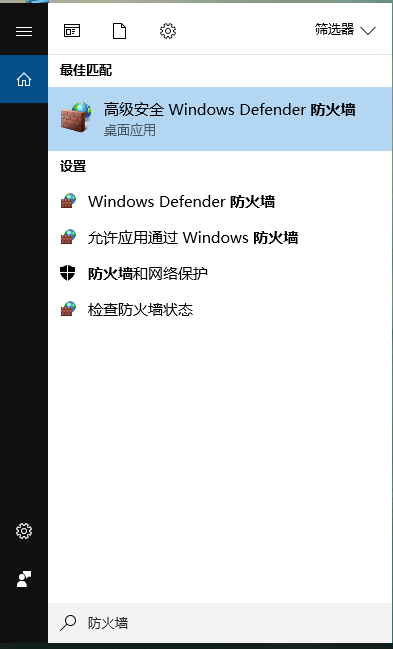 筛选器
最佳匹配
高级安全 Windows Defender 防火墙
桌面应用
设置
Windows Defender 防火墙
允许应用通过 Windows 防火墙
防火墙和网络保护
检查防火墙状态
防火墙